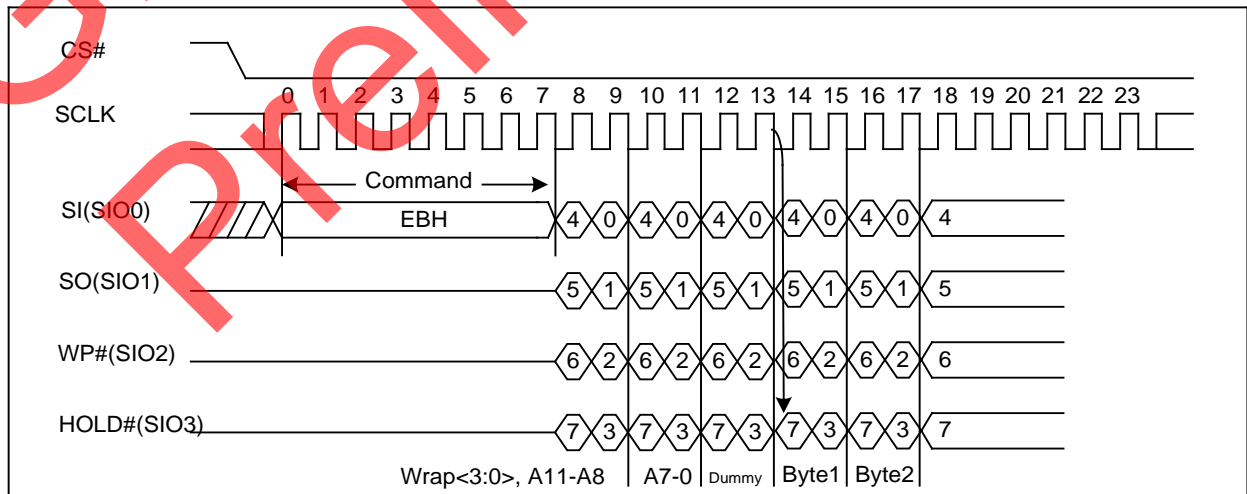 CS#
0 1 2 3 4 5 6 7 8 9 10 11 12 13 14 15 16 17 18 19 20 21 22 23
SCLK
Command
SI(SIO0) EBH 4 0 4 0 4 0 4 0 4 0 4
SO(SIO1) 5 1 5 1 5 1 5 1 5 1 5
WP#(SIO2) 6 2 6 2 6 2 6 2 6 2 6
HOLD#(SIO3) 7 3 7 3 7 3 7 3 7 3 7
Wrap<3:0>, A11-A8 A7-0 Dummy Byte1 Byte2